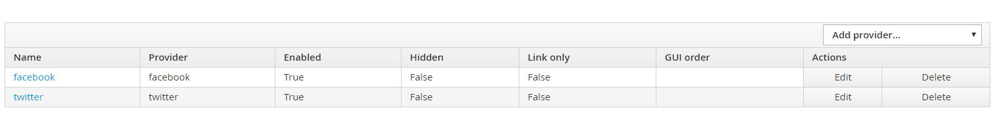 Add provider...
Name Provider Enabled Hidden Link only GUI order Actions
facebook facebook True False False Edit Delete
twitter twitter True False False Edit Delete